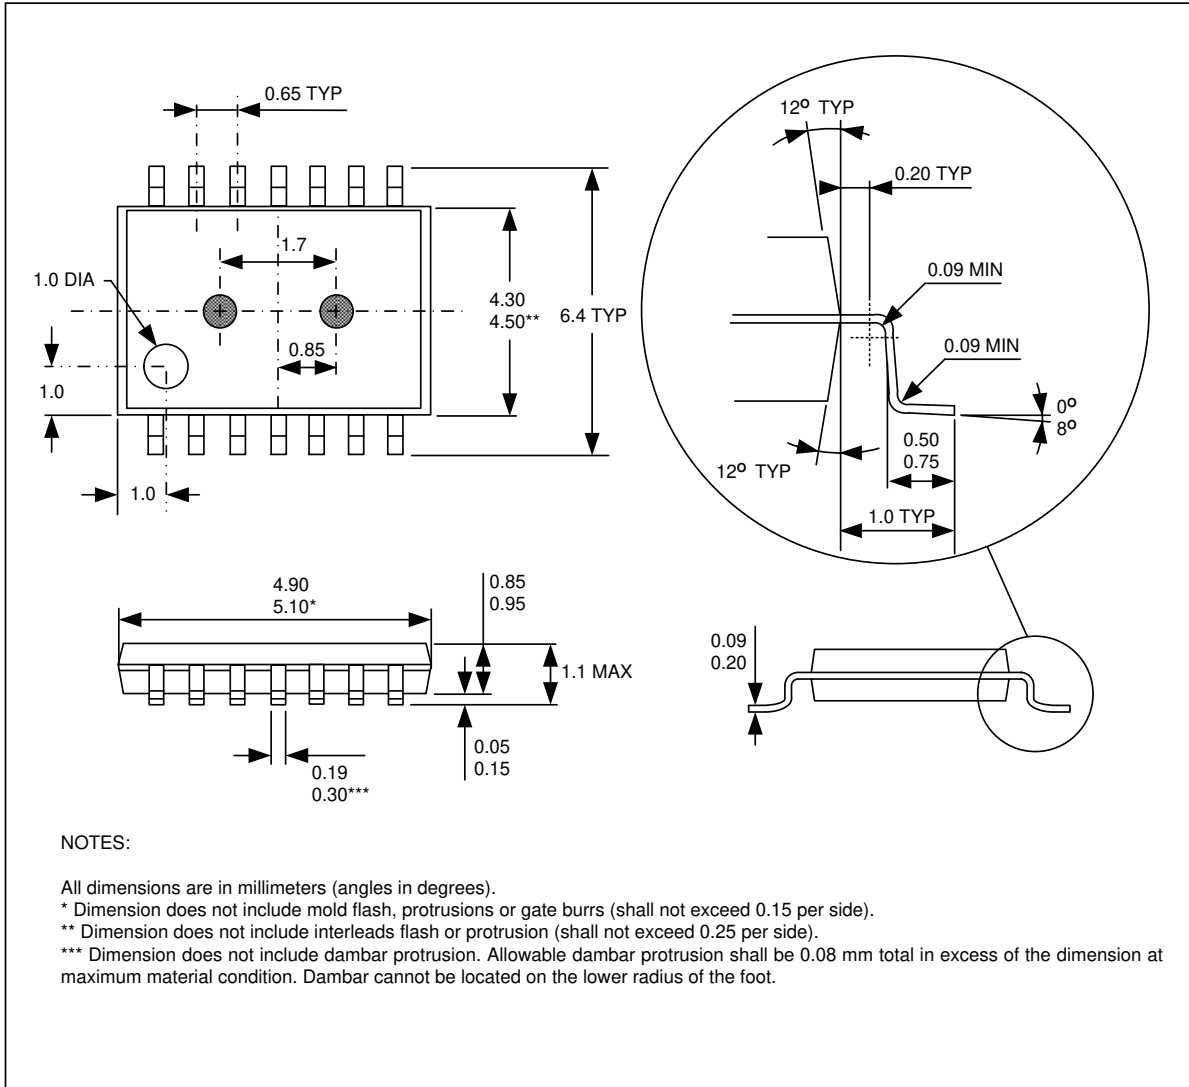 0.65 TYP
1.7
1.0 DIA
4.30
4.50**
6.4 TYP
0.85
1.0
1.0
12º TYP
0.20 TYP
0.09 MIN
0.09 MIN
0º
8º
0.50
0.75
12º TYP
1.0 TYP
4.90
5.10*
0.85
0.95
1.1 MAX
0.05
0.15
0.19
0.30***
0.09
0.20
NOTES:
All dimensions are in millimeters (angles in degrees).
* Dimension does not include mold flash, protrusions or gate burrs (shall not exceed 0.15 per side).
** Dimension does not include interleads flash or protrusion (shall not exceed 0.25 per side).
*** Dimension does not include dambar protrusion. Allowable dambar protrusion shall be 0.08 mm total in excess of the dimension at
maximum material condition. Dambar cannot be located on the lower radius of the foot.